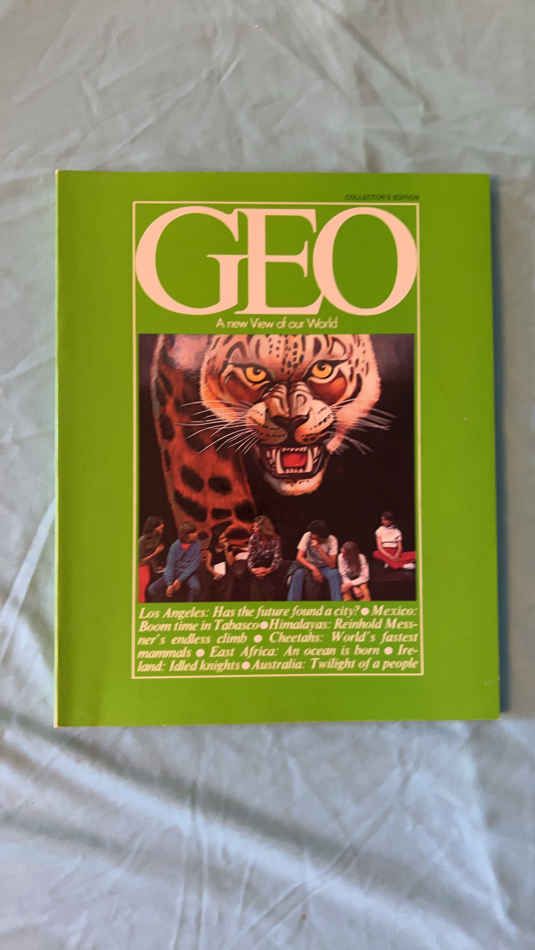 COLLECTOR'S EDITION
GEO
A new View of our World
Los Angeles: Has the future found a city? ● Mexico:
Boom time in Tabasco ● Himalayas: Reinhold Mess-
ner's endless climb ● Cheetahs: World's fastest
mammals ● East Africa: An ocean is born ● Ire-
land: Idled knights ● Australia: Twilight of a people